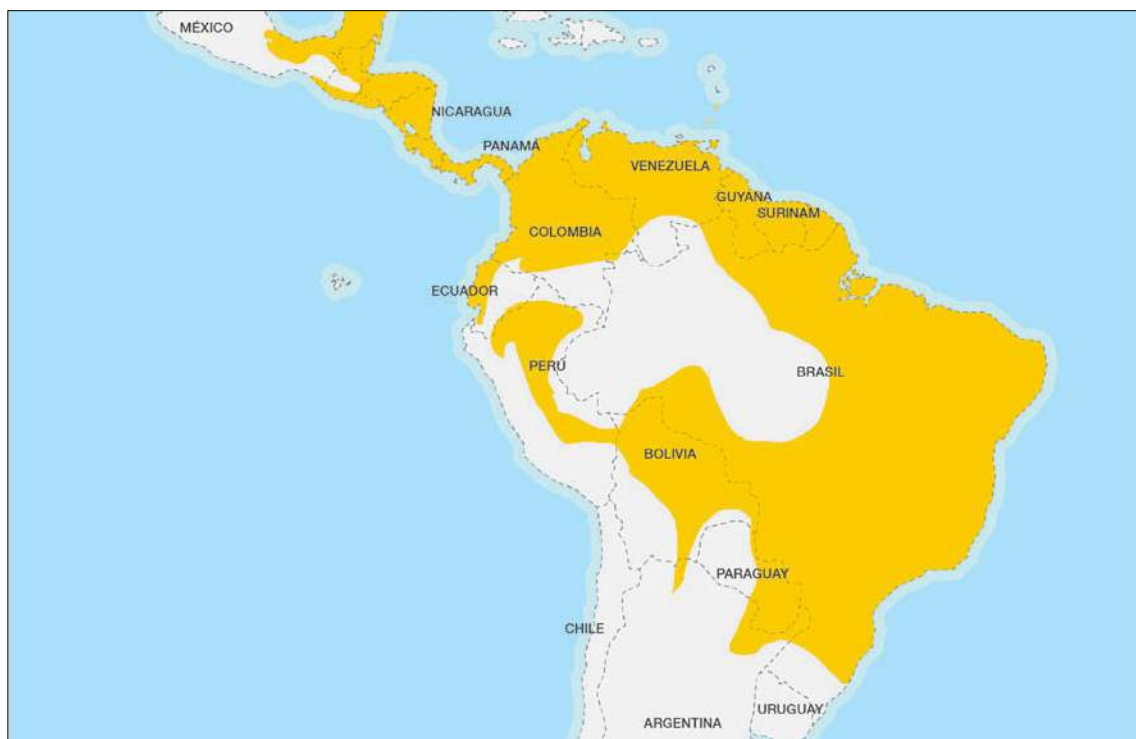 MÉXICO
NICARAGUA
PANAMÁ
VENEZUELA
GUYANA
SURINAM
COLOMBIA
ECUADOR
PERÚ
BRASIL
BOLIVIA
PARAGUAY
CHILE
URUGUAY
ARGENTINA